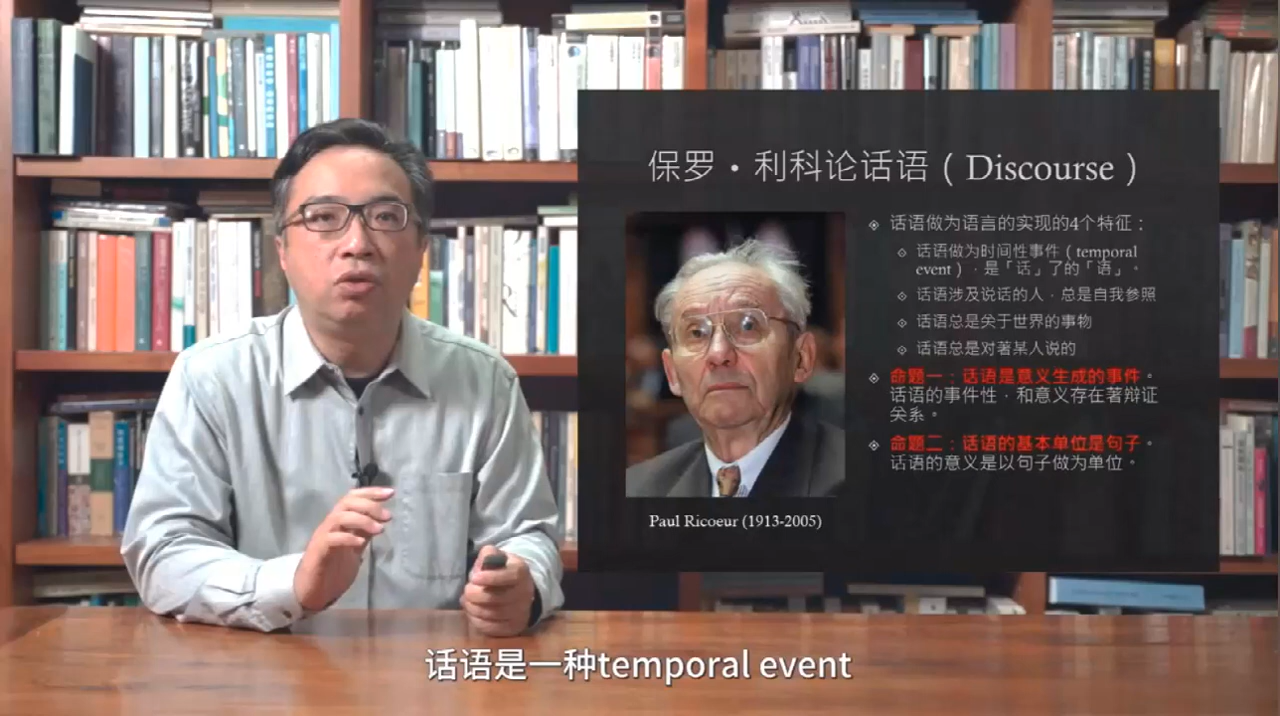 保罗·利科论话语（Discourse）
话语做为语言的实现的4个特征：
话语做为时间性事件（temporal
event），是「话」了的「语」。
话语涉及说话的人，总是自我参照
话语总是关于世界的事物
话语总是对著某人说的
命题一：话语是意义生成的事件。
话语的事件性，和意义存在著辩证
关系。
命题二：话语的基本单位是句子。
话语的意义是以句子做为单位。
Paul Ricoeur (1913-2005)
话语是一种temporal event